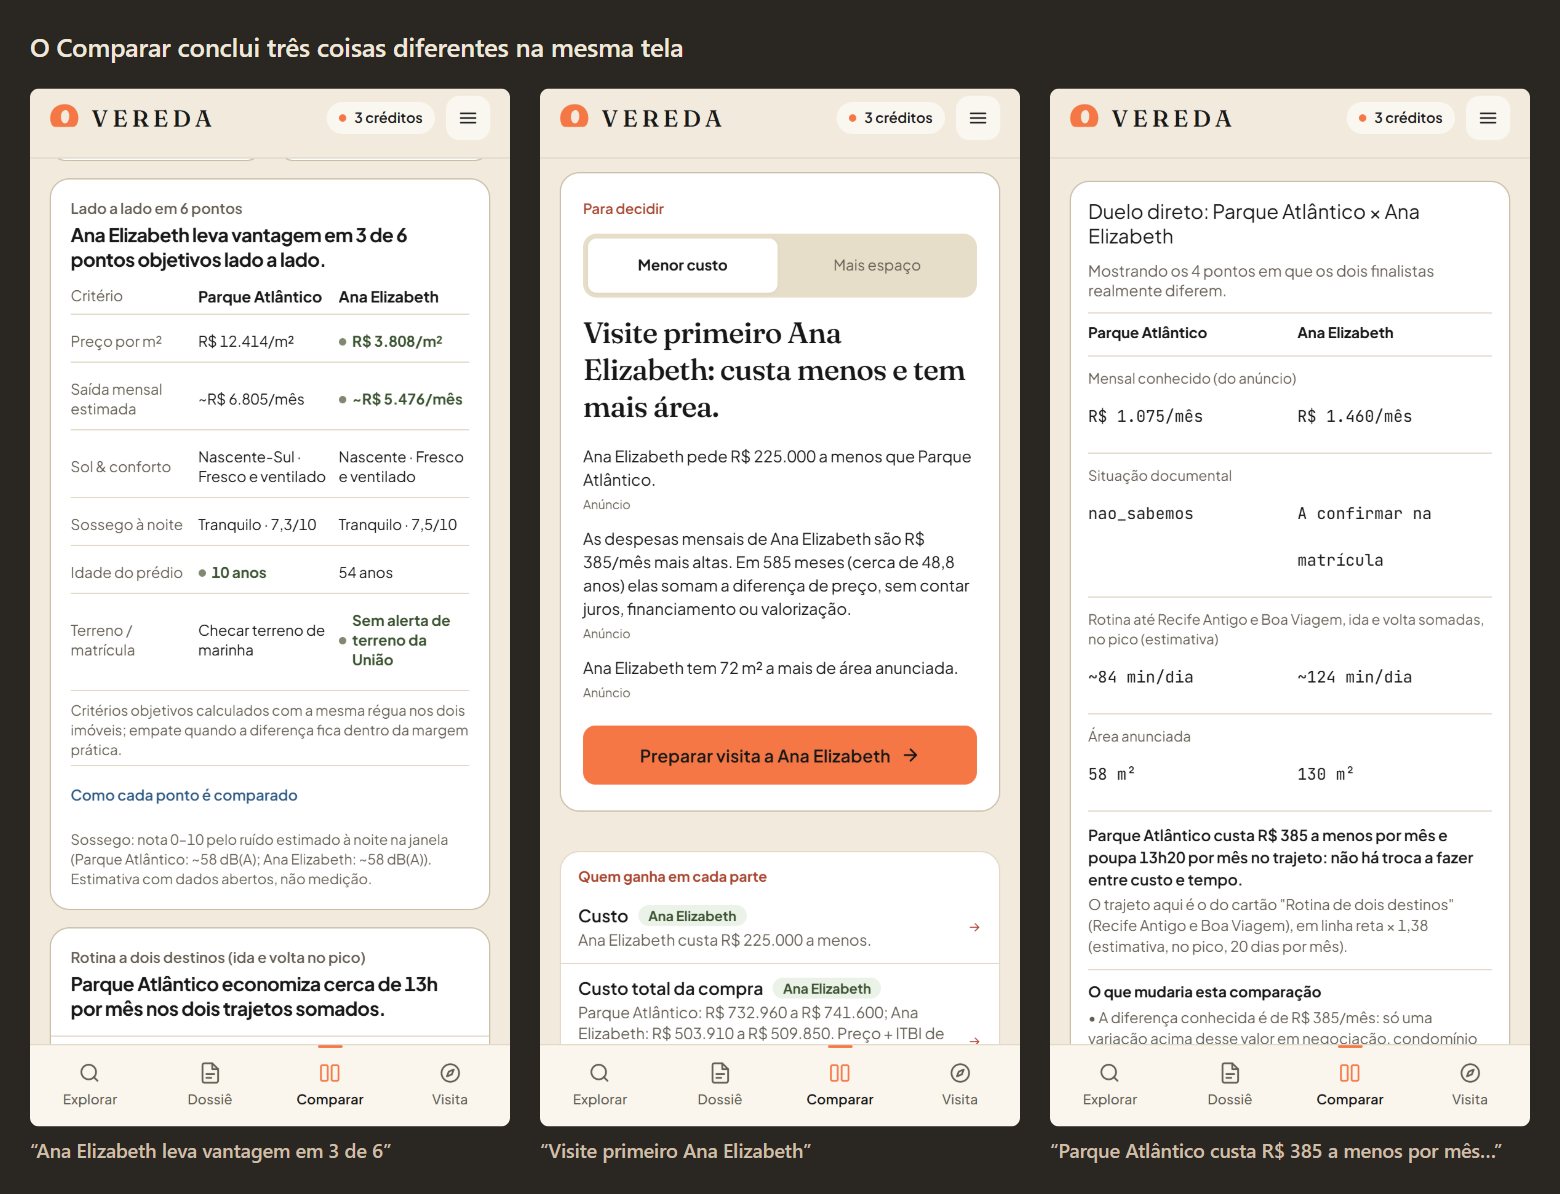 O Comparar conclui três coisas diferentes na mesma tela
VEREDA
3 créditos
Lado a lado em 6 pontos
Ana Elizabeth leva vantagem em 3 de 6
pontos objetivos lado a lado.
Critério Parque Atlântico Ana Elizabeth
Preço por m² R$ 12.414/m² R$ 3.808/m²
Saída mensal
estimada
~R$ 6.805/mês ~R$ 5.476/mês
Sol & conforto
Nascente-Sul ·
Fresco e ventilado
Nascente · Fresco
e ventilado
Sossego à noite Tranquilo · 7,3/10 Tranquilo · 7,5/10
Idade do prédio 10 anos 54 anos
Terreno /
matrícula
Checar terreno de
marinha
Sem alerta de
terreno da
União
Critérios objetivos calculados com a mesma régua nos dois
imóveis; empate quando a diferença fica dentro da margem
prática.
Como cada ponto é comparado
Sossego: nota 0–10 pelo ruído estimado à noite na janela
(Parque Atlântico: ~58 dB(A); Ana Elizabeth: ~58 dB(A)).
Estimativa com dados abertos, não medição.
Rotina a dois destinos (ida e volta no pico)
Parque Atlântico economiza cerca de 13h
por mês nos dois trajetos somados.
Explorar Dossiê Comparar Visita
“Ana Elizabeth leva vantagem em 3 de 6”
VEREDA
3 créditos
Para decidir
Menor custo Mais espaço
Visite primeiro Ana
Elizabeth: custa menos e tem
mais área.
Ana Elizabeth pede R$ 225.000 a menos que Parque
Atlântico.
Anúncio
As despesas mensais de Ana Elizabeth são R$
385/mês mais altas. Em 585 meses (cerca de 48,8
anos) elas somam a diferença de preço, sem contar
juros, financiamento ou valorização.
Anúncio
Ana Elizabeth tem 72 m² a mais de área anunciada.
Anúncio
Preparar visita a Ana Elizabeth →
Quem ganha em cada parte
Custo Ana Elizabeth
Ana Elizabeth custa R$ 225.000 a menos. →
Custo total da compra Ana Elizabeth
Parque Atlântico: R$ 732.960 a R$ 741.600; Ana
Elizabeth: R$ 503.910 a R$ 509.850. Preço + ITBI de →
Explorar Dossiê Comparar Visita
“Visite primeiro Ana Elizabeth”
VEREDA
3 créditos
Duelo direto: Parque Atlântico × Ana
Elizabeth
Mostrando os 4 pontos em que os dois finalistas
realmente diferem.
Parque Atlântico Ana Elizabeth
Mensal conhecido (do anúncio)
R$ 1.075/mês R$ 1.460/mês
Situação documental
nao_sabemos A confirmar na
matrícula
Rotina até Recife Antigo e Boa Viagem, ida e volta somadas,
no pico (estimativa)
~84 min/dia ~124 min/dia
Área anunciada
58 m² 130 m²
Parque Atlântico custa R$ 385 a menos por mês e
poupa 13h20 por mês no trajeto: não há troca a fazer
entre custo e tempo.
O trajeto aqui é o do cartão "Rotina de dois destinos"
(Recife Antigo e Boa Viagem), em linha reta × 1,38
(estimativa, no pico, 20 dias por mês).
O que mudaria esta comparação
• A diferença conhecida é de R$ 385/mês: só uma
variação acima desse valor em negociação, condomínio
Explorar Dossiê Comparar Visita
“Parque Atlântico custa R$ 385 a menos por mês…”